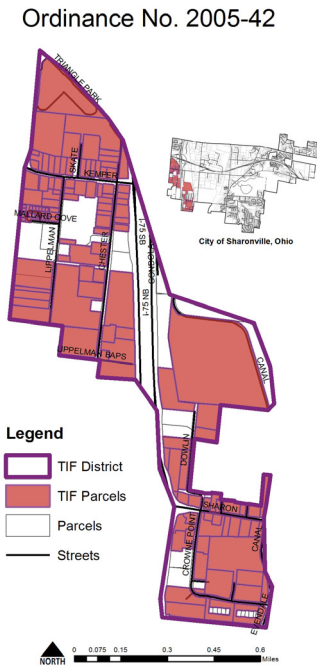 Ordinance No. 2005-42
TRIANGLE PARK
SKATE
KEMPER
MALLARD COVE
LIPPELMAN
CHESTER
I-75 SB
I-75 NB
City of Sharonville, Ohio
LIPPELMAN BAPS
CANAL
DOWLIN
SHARON
CROWNE POINT
CANAL
EVENDALE
Legend
TIF District
TIF Parcels
Parcels
Streets
NORTH
0 0.075 0.15 0.3 0.45 0.6
Miles